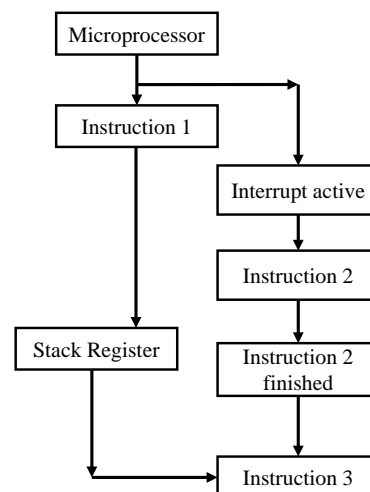 Microprocessor
Instruction 1
Interrupt active
Instruction 2
Stack Register
Instruction 2
finished
Instruction 3